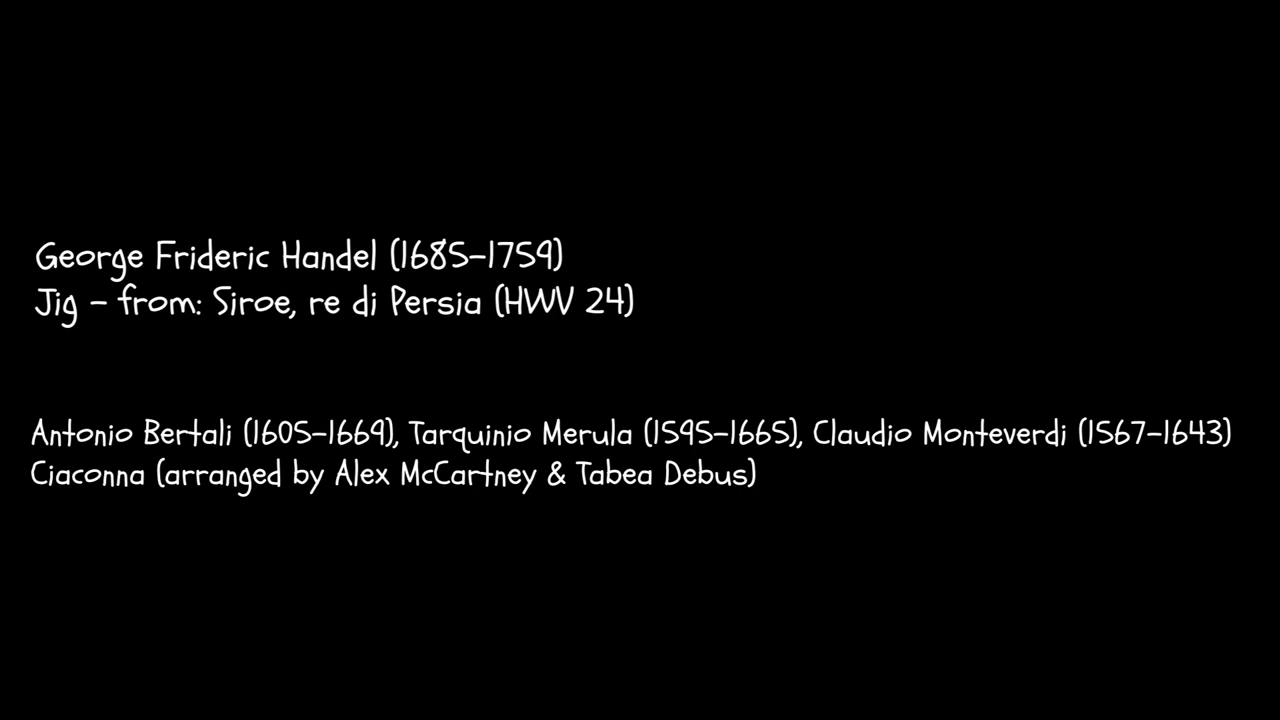 George Frideric Handel (1685–1759)
Jig – from: Siroe, re di Persia (HWV 24)
Antonio Bertali (1605–1669), Tarquinio Merula (1595–1665), Claudio Monteverdi (1567–1643)
Ciaconna (arranged by Alex McCartney & Tabea Debus)